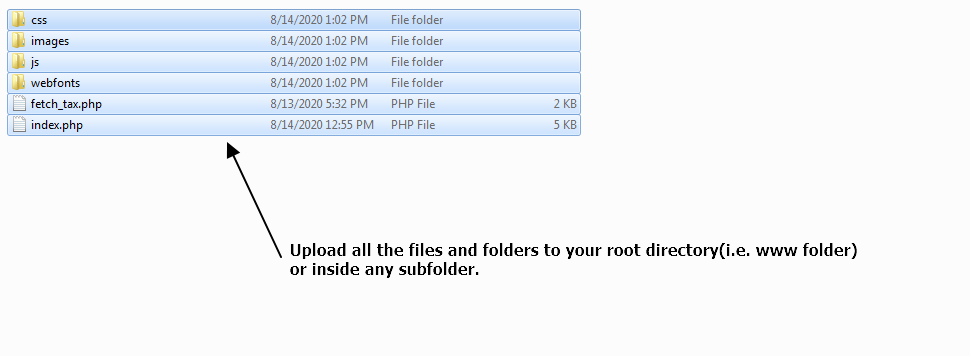 css 8/14/2020 1:02 PM File folder
images 8/14/2020 1:02 PM File folder
js 8/14/2020 1:02 PM File folder
webfonts 8/14/2020 1:02 PM File folder
fetch_tax.php 8/13/2020 5:32 PM PHP File 2 KB
index.php 8/14/2020 12:55 PM PHP File 5 KB
Upload all the files and folders to your root directory(i.e. www folder)
or inside any subfolder.